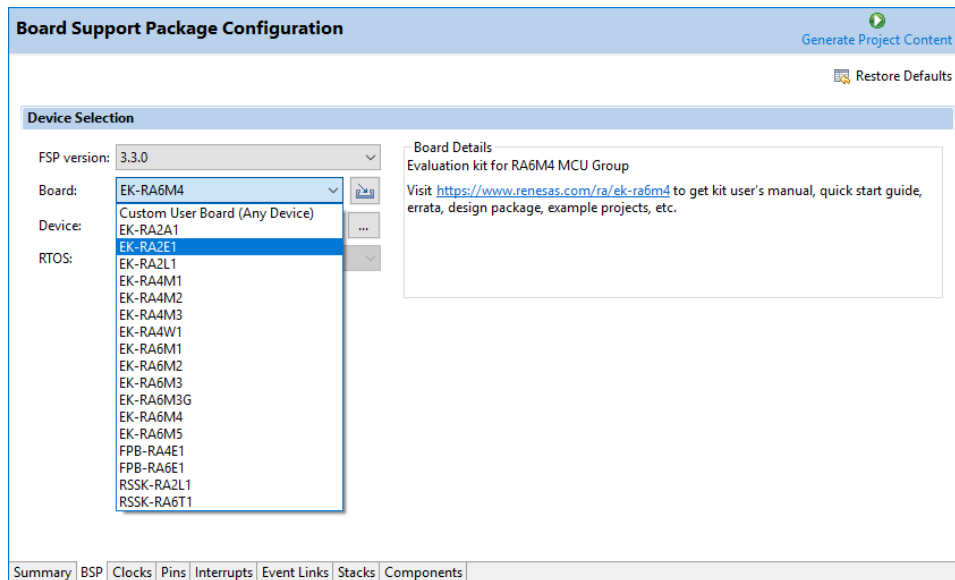 Board Support Package Configuration
Generate Project Content
Restore Defaults
Device Selection
FSP version: 3.3.0
Board: EK-RA6M4
Device:
...
RTOS:
Custom User Board (Any Device)
EK-RA2A1
EK-RA2E1
EK-RA2L1
EK-RA4M1
EK-RA4M2
EK-RA4M3
EK-RA4W1
EK-RA6M1
EK-RA6M2
EK-RA6M3
EK-RA6M3G
EK-RA6M4
EK-RA6M5
FPB-RA4E1
FPB-RA6E1
RSSK-RA2L1
RSSK-RA6T1
Board Details
Evaluation kit for RA6M4 MCU Group
Visit https://www.renesas.com/ra/ek-ra6m4 to get kit user's manual, quick start guide,
errata, design package, example projects, etc.
Summary BSP Clocks Pins Interrupts Event Links Stacks Components